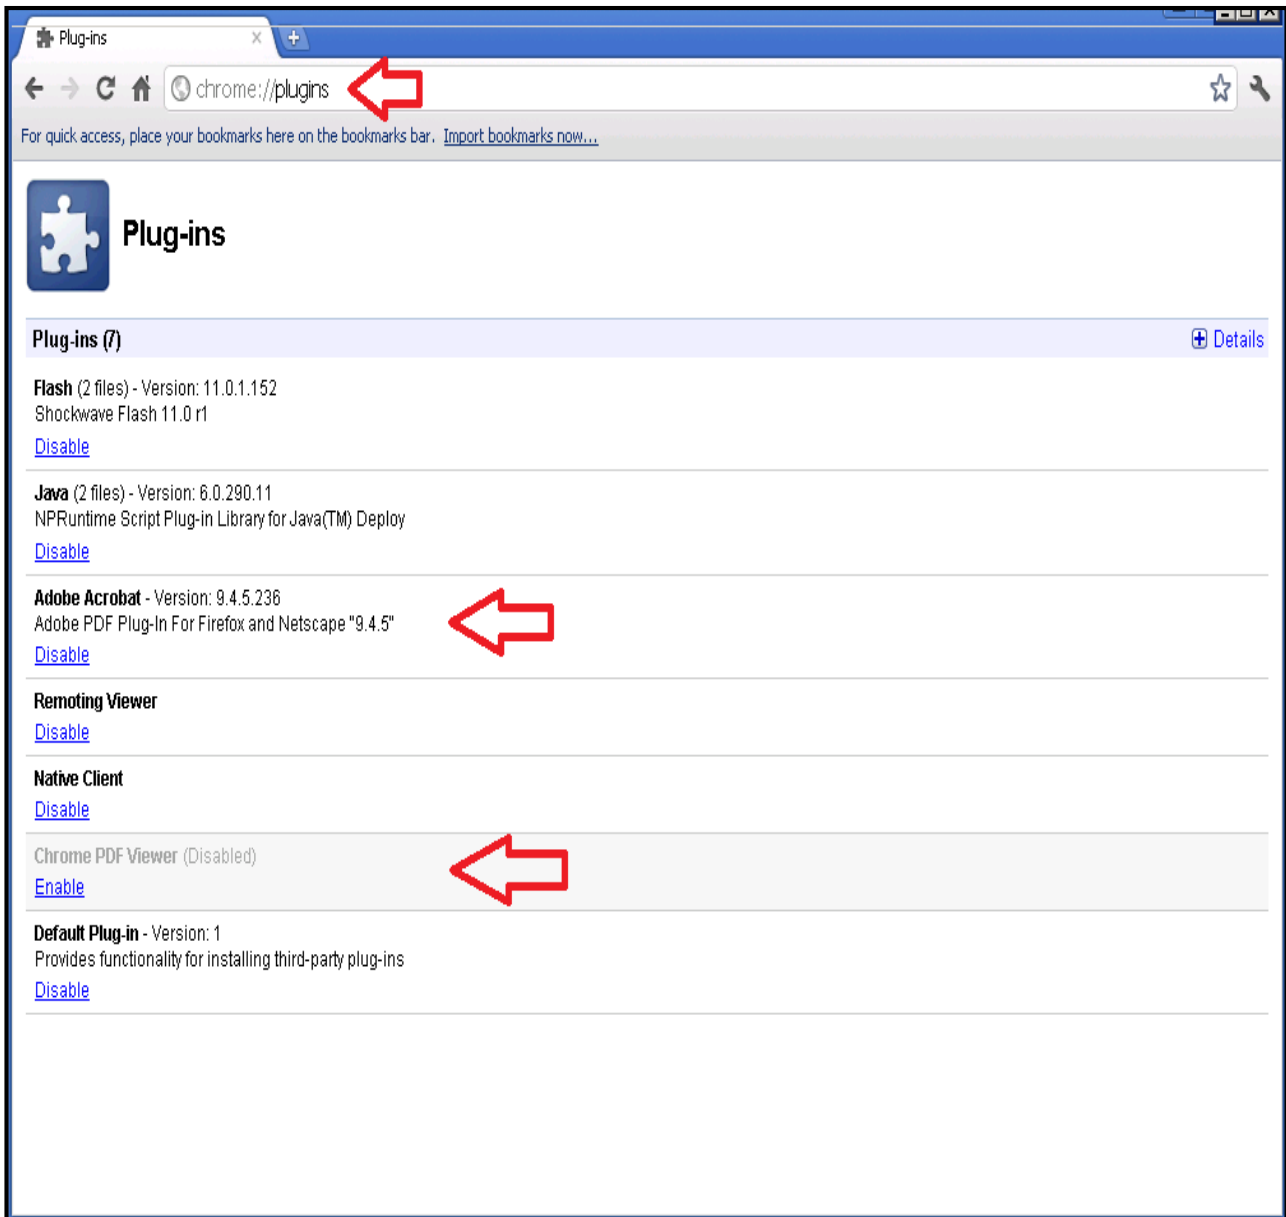 Plug-ins
chrome://plugins
For quick access, place your bookmarks here on the bookmarks bar. Import bookmarks now...
Plug-ins
Plug-ins (7)
Details
Flash (2 files) - Version: 11.0.1.152
Shockwave Flash 11.0 r1
Disable
Java (2 files) - Version: 6.0.290.11
NPRuntime Script Plug-in Library for Java(TM) Deploy
Disable
Adobe Acrobat - Version: 9.4.5.236
Adobe PDF Plug-In For Firefox and Netscape "9.4.5"
Disable
Remoting Viewer
Disable
Native Client
Disable
Chrome PDF Viewer (Disabled)
Enable
Default Plug-in - Version: 1
Provides functionality for installing third-party plug-ins
Disable